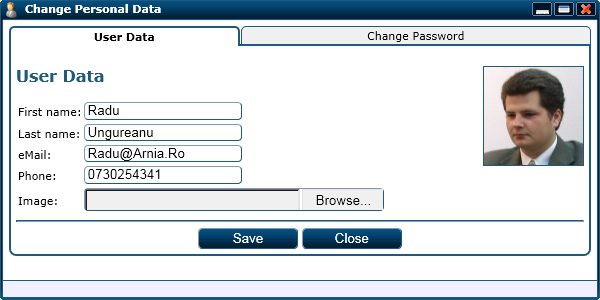 Change Personal Data
User Data Change Password
User Data
First name: Radu
Last name: Ungureanu
eMail: Radu@Arnia.Ro
Phone: 0730254341
Image: Browse...
Save Close